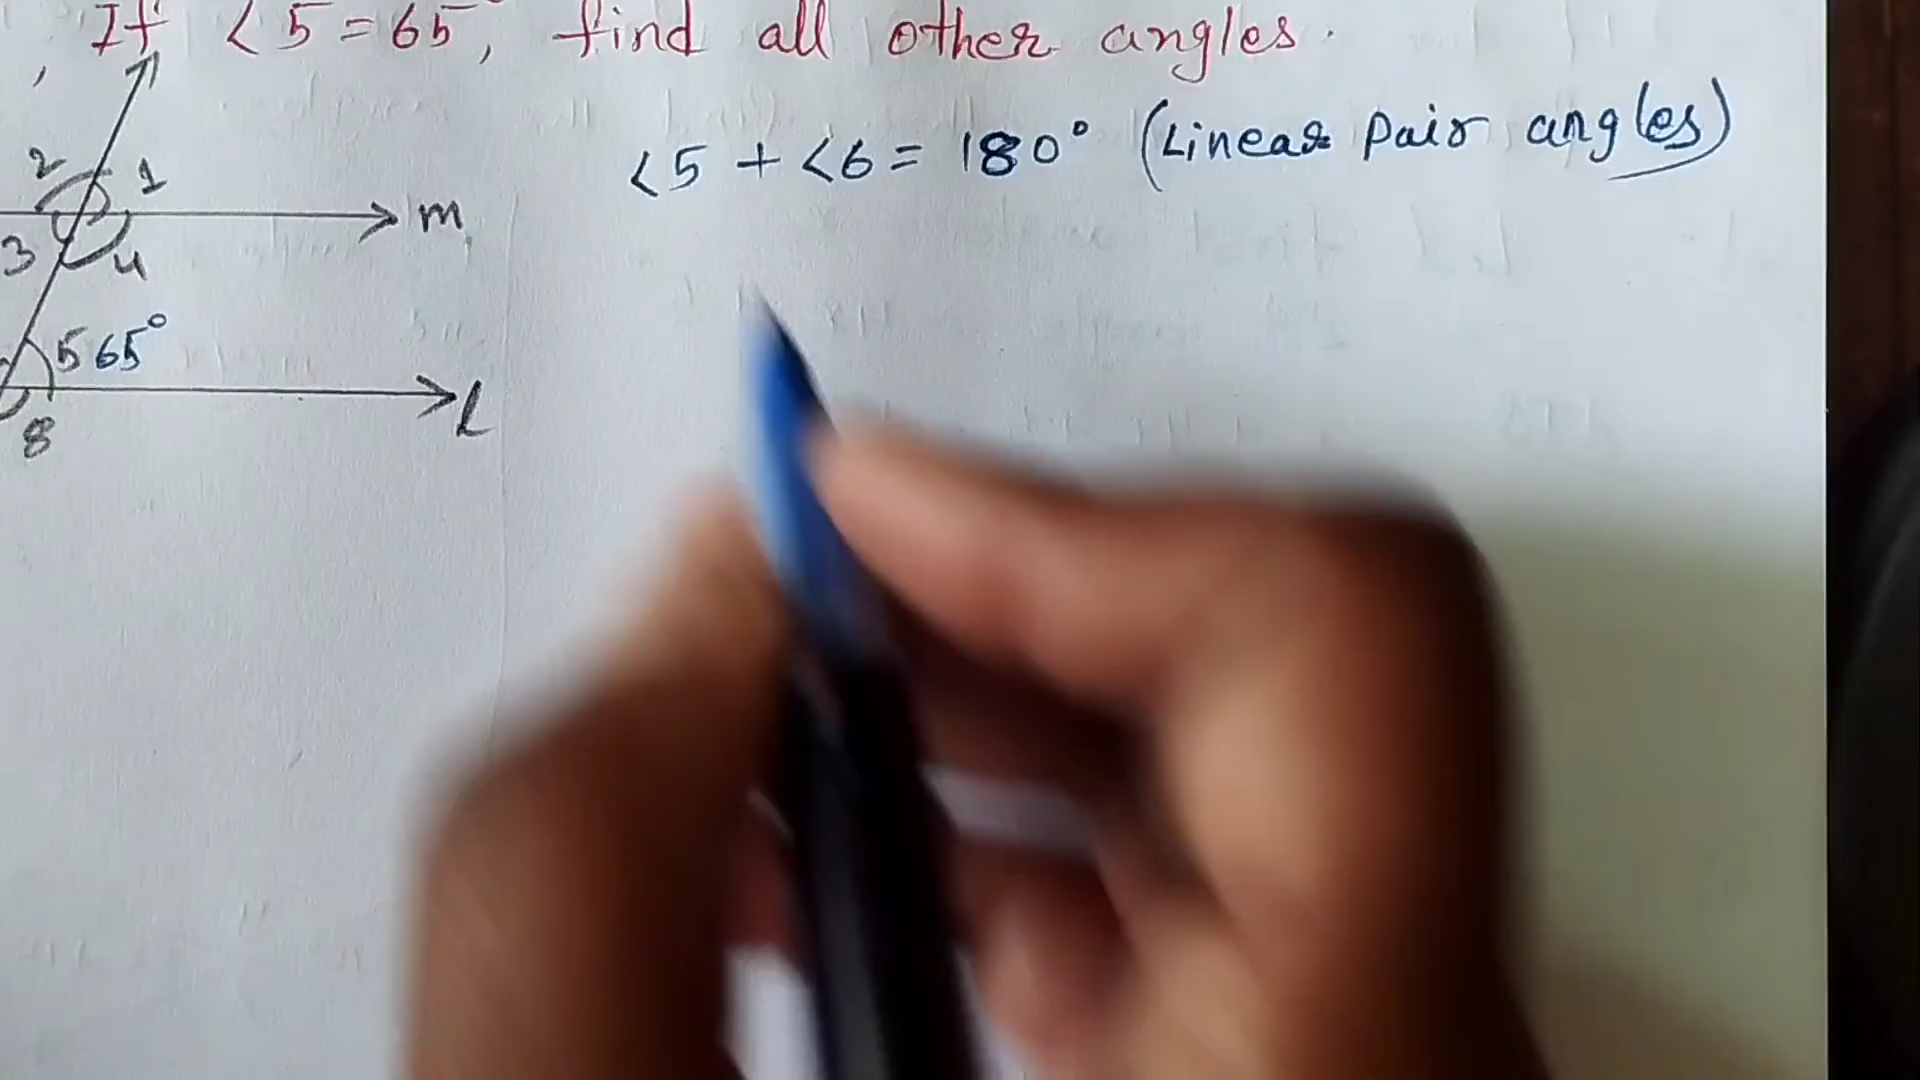 , If <5 = 65°, find all other angles.
<5 + <6 = 180° (Linear Pair angles)
2 1
m
3 4
5 65°
l
8